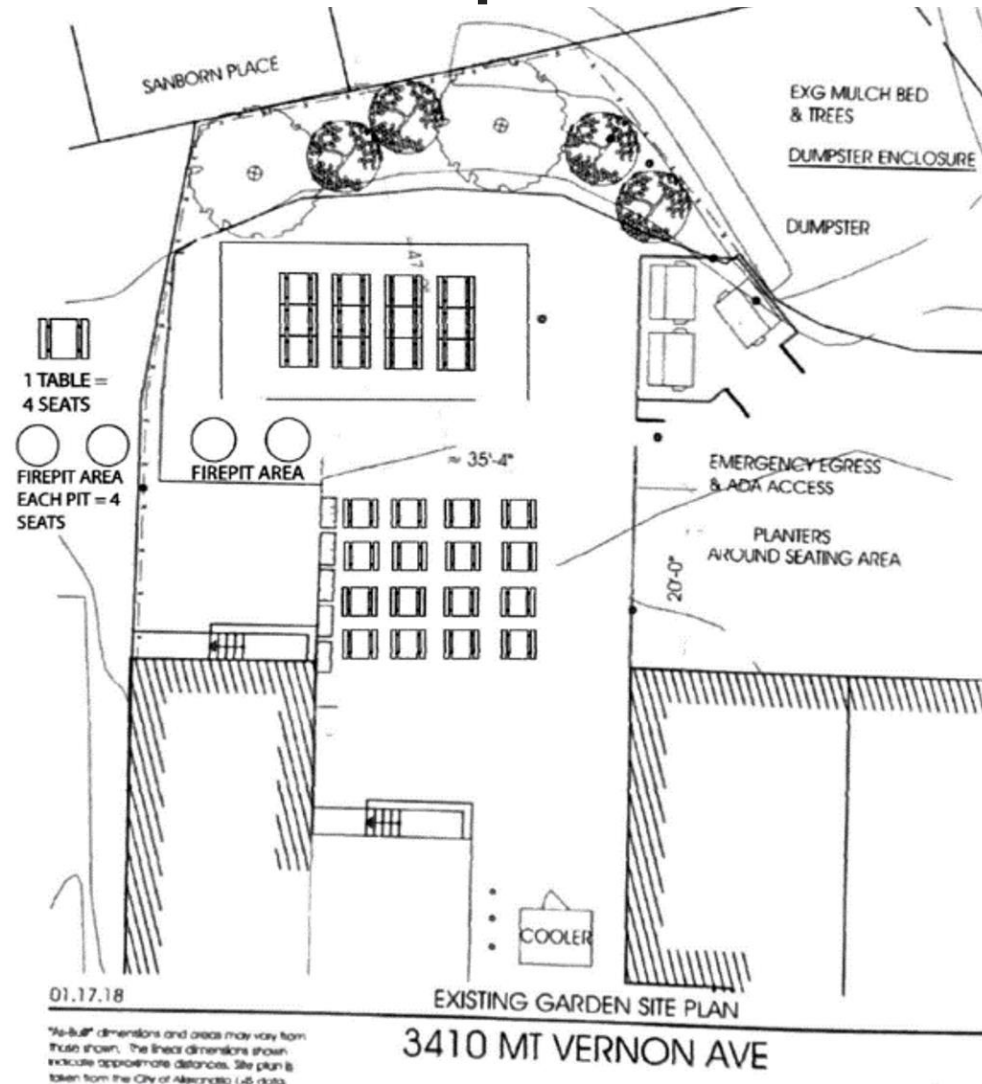 SANBORN PLACE
EXG MULCH BED
& TREES
DUMPSTER ENCLOSURE
DUMPSTER
1 TABLE =
4 SEATS
FIREPIT AREA
EACH PIT = 4
SEATS
FIREPIT AREA
≈ 35'-4"
EMERGENCY EGRESS
& ADA ACCESS
PLANTERS
AROUND SEATING AREA
20'-0"
COOLER
01.17.18
EXISTING GARDEN SITE PLAN
3410 MT VERNON AVE
"As-Built" dimensions and areas may vary from
those shown. The linear dimensions shown
indicate approximate distances. Site plan is
taken from the City of Alexandria data.